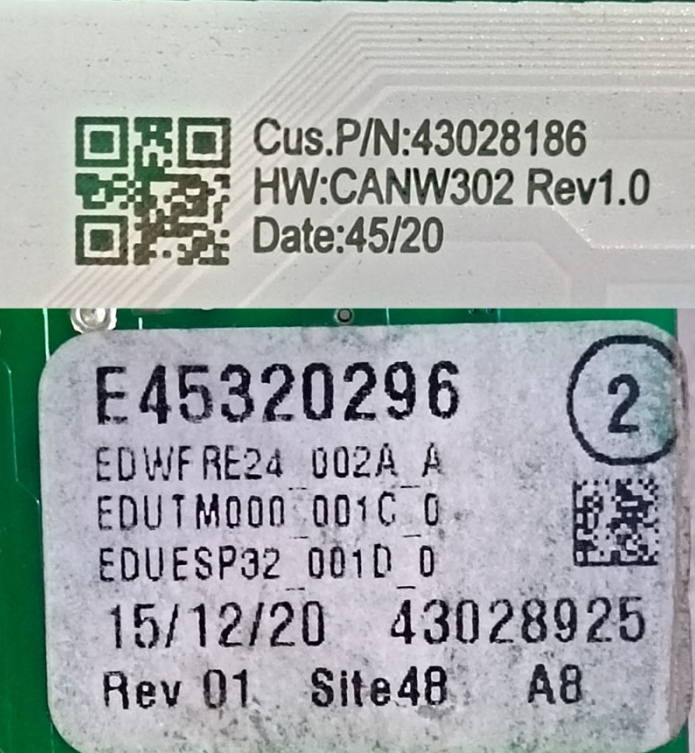 Cus.P/N:43028186
HW:CANW302 Rev1.0
Date:45/20
E45320296
2
EDWFRE24_002A_A
EDUTM000_001C_0
EDUESP32_001D_0
15/12/20 43028925
Rev 01 Site48 A8